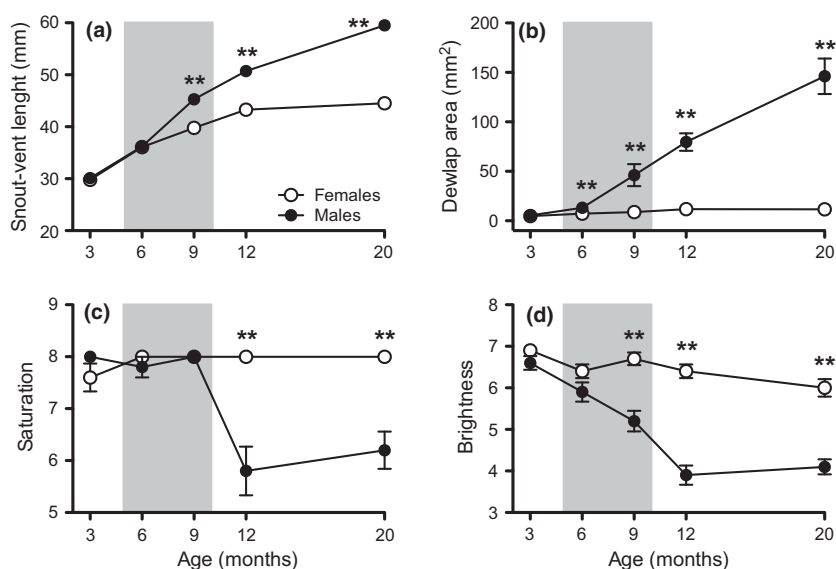 (a)
Snout-vent lenght (mm)
60
50
40
30
20
**
**
**
Females
Males
3 6 9 12 20
(b)
Dewlap area (mm²)
200
150
100
50
0
**
**
**
**
3 6 9 12 20
(c)
Saturation
9
8
7
6
5
**
**
3 6 9 12 20
Age (months)
(d)
Brightness
8
7
6
5
4
3
**
**
**
3 6 9 12 20
Age (months)